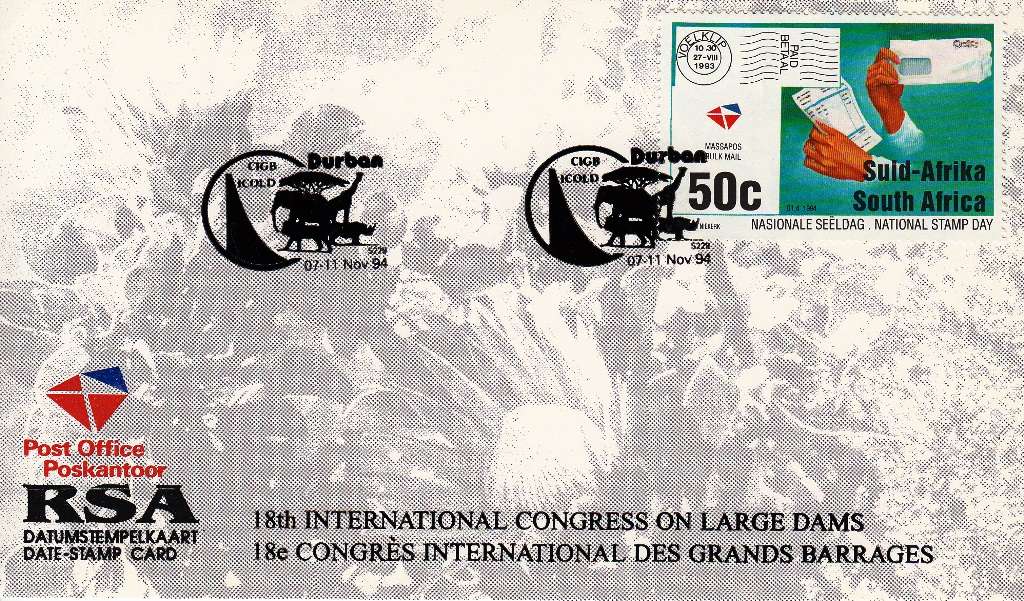 VOELKLIP
10.30
27-VIII
1993
PAID
BETAAL
MASSAPOS
BULK MAIL
50c
Suid-Afrika
South Africa
NASIONALE SEËLDAG . NATIONAL STAMP DAY
CIGB
ICOLD
Durban
S229
07-11 Nov 94
CIGB
ICOLD
Durban
S229
07-11 Nov 94
Post Office
Poskantoor
RSA
DATUMSTEMPELKAART
DATE-STAMP CARD
18th INTERNATIONAL CONGRESS ON LARGE DAMS
18e CONGRÈS INTERNATIONAL DES GRANDS BARRAGES